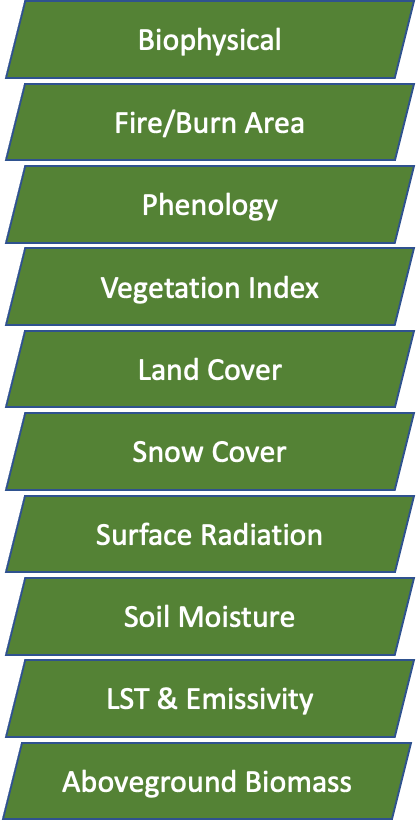 Biophysical
Fire/Burn Area
Phenology
Vegetation Index
Land Cover
Snow Cover
Surface Radiation
Soil Moisture
LST & Emissivity
Aboveground Biomass